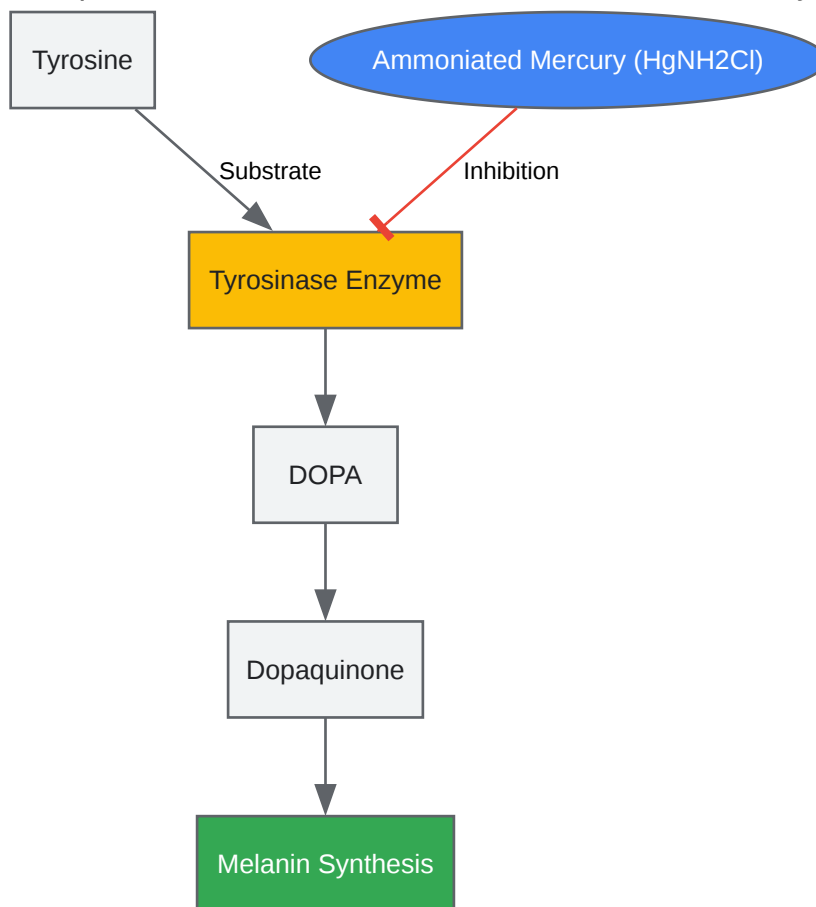 Tyrosine
Ammoniated Mercury (HgNH2Cl)
Substrate
Inhibition
Tyrosinase Enzyme
DOPA
Dopaquinone
Melanin Synthesis